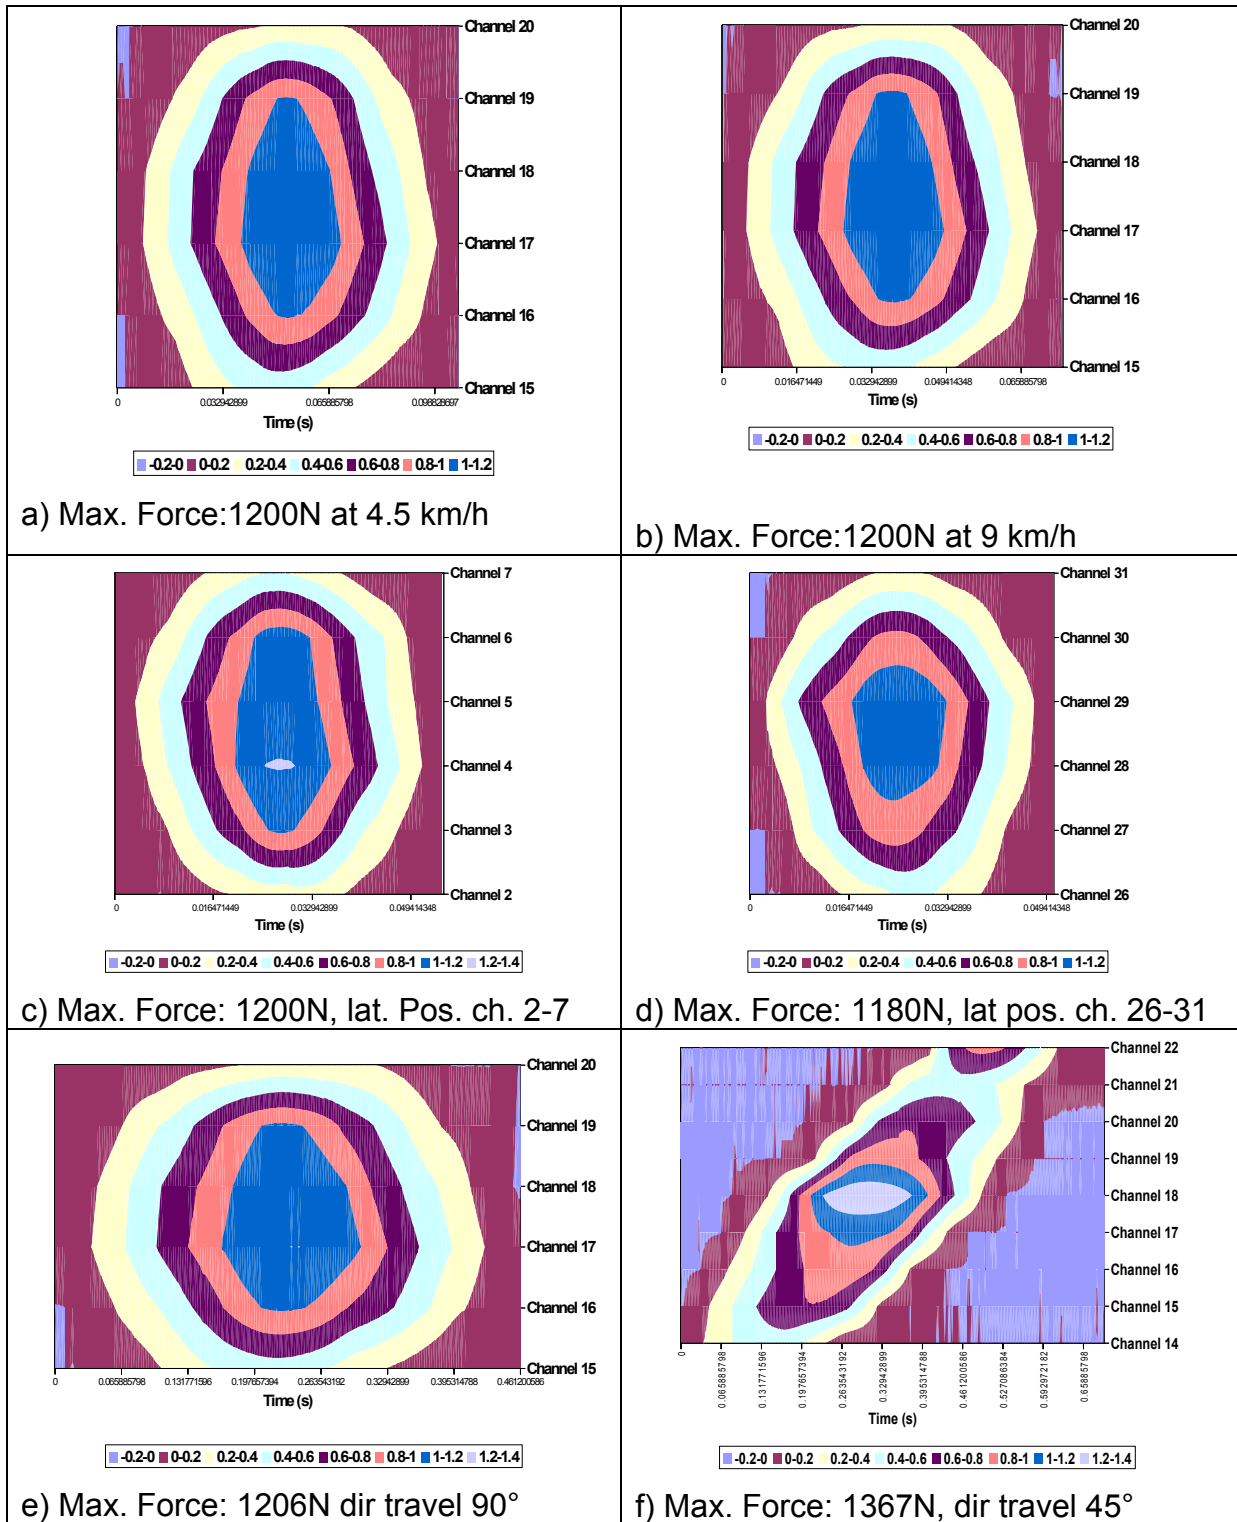 Channel 20
Channel 19
Channel 18
Channel 17
Channel 16
Channel 15
0 0.032942899 0.065885798 0.098828697
Time (s)
-0.2-0 0-0.2 0.2-0.4 0.4-0.6 0.6-0.8 0.8-1 1-1.2
a) Max. Force:1200N at 4.5 km/h
Channel 20
Channel 19
Channel 18
Channel 17
Channel 16
Channel 15
0 0.016471449 0.032942899 0.049414348 0.065885798
Time (s)
-0.2-0 0-0.2 0.2-0.4 0.4-0.6 0.6-0.8 0.8-1 1-1.2
b) Max. Force:1200N at 9 km/h
Channel 7
Channel 6
Channel 5
Channel 4
Channel 3
Channel 2
0 0.016471449 0.032942899 0.049414348
Time (s)
-0.2-0 0-0.2 0.2-0.4 0.4-0.6 0.6-0.8 0.8-1 1-1.2 1.2-1.4
c) Max. Force: 1200N, lat. Pos. ch. 2-7
Channel 31
Channel 30
Channel 29
Channel 28
Channel 27
Channel 26
0 0.016471449 0.032942899 0.049414348
Time (s)
-0.2-0 0-0.2 0.2-0.4 0.4-0.6 0.6-0.8 0.8-1 1-1.2
d) Max. Force: 1180N, lat pos. ch. 26-31
Channel 20
Channel 19
Channel 18
Channel 17
Channel 16
Channel 15
0 0.065885798 0.131771596 0.197657394 0.263543192 0.32942899 0.395314788 0.461200586
Time (s)
-0.2-0 0-0.2 0.2-0.4 0.4-0.6 0.6-0.8 0.8-1 1-1.2 1.2-1.4
e) Max. Force: 1206N dir travel 90°
Channel 22
Channel 21
Channel 20
Channel 19
Channel 18
Channel 17
Channel 16
Channel 15
Channel 14
0 0.065885798 0.131771596 0.197657394 0.263543192 0.32942899 0.395314788 0.461200586 0.527086384 0.592972182 0.65885798
Time (s)
-0.2-0 0-0.2 0.2-0.4 0.4-0.6 0.6-0.8 0.8-1 1-1.2 1.2-1.4
f) Max. Force: 1367N, dir travel 45°